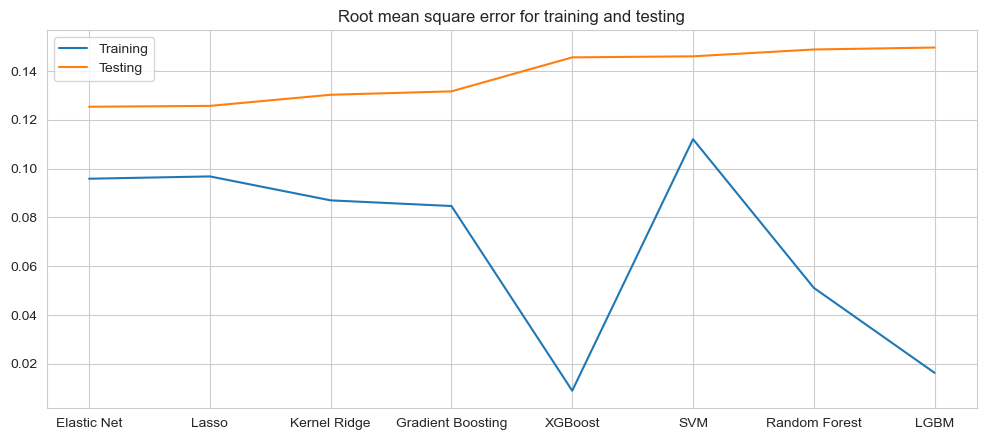 Root mean square error for training and testing
Training
Testing
0.14
0.12
0.10
0.08
0.06
0.04
0.02
Elastic Net Lasso Kernel Ridge Gradient Boosting XGBoost SVM Random Forest LGBM